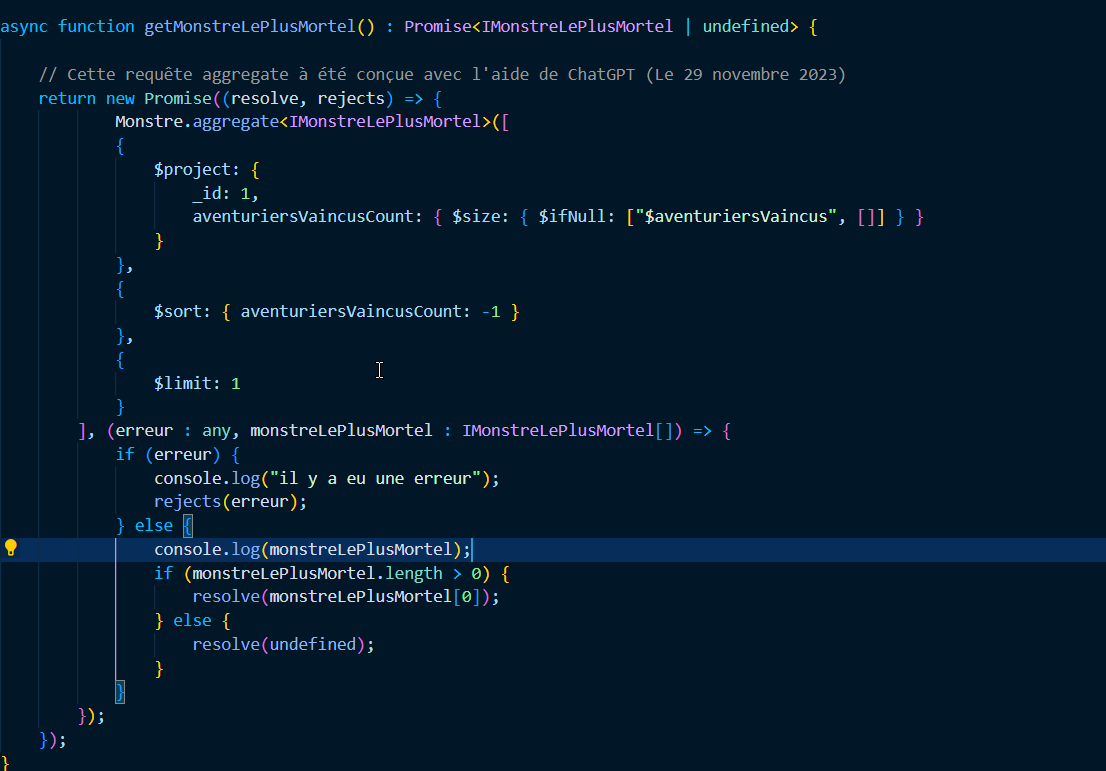 async function getMonstreLePlusMortel() : Promise<IMonstreLePlusMortel | undefined> {
// Cette requête aggregate à été conçue avec l'aide de ChatGPT (Le 29 novembre 2023)
return new Promise((resolve, rejects) => {
Monstre.aggregate<IMonstreLePlusMortel>([
{
$project: {
_id: 1,
aventuriersVaincusCount: { $size: { $ifNull: ["$aventuriersVaincus", []] } }
}
},
{
$sort: { aventuriersVaincusCount: -1 }
},
{
$limit: 1
}
], (erreur : any, monstreLePlusMortel : IMonstreLePlusMortel[]) => {
if (erreur) {
console.log("il y a eu une erreur");
rejects(erreur);
} else {
console.log(monstreLePlusMortel);
if (monstreLePlusMortel.length > 0) {
resolve(monstreLePlusMortel[0]);
} else {
resolve(undefined);
}
}
});
});
}